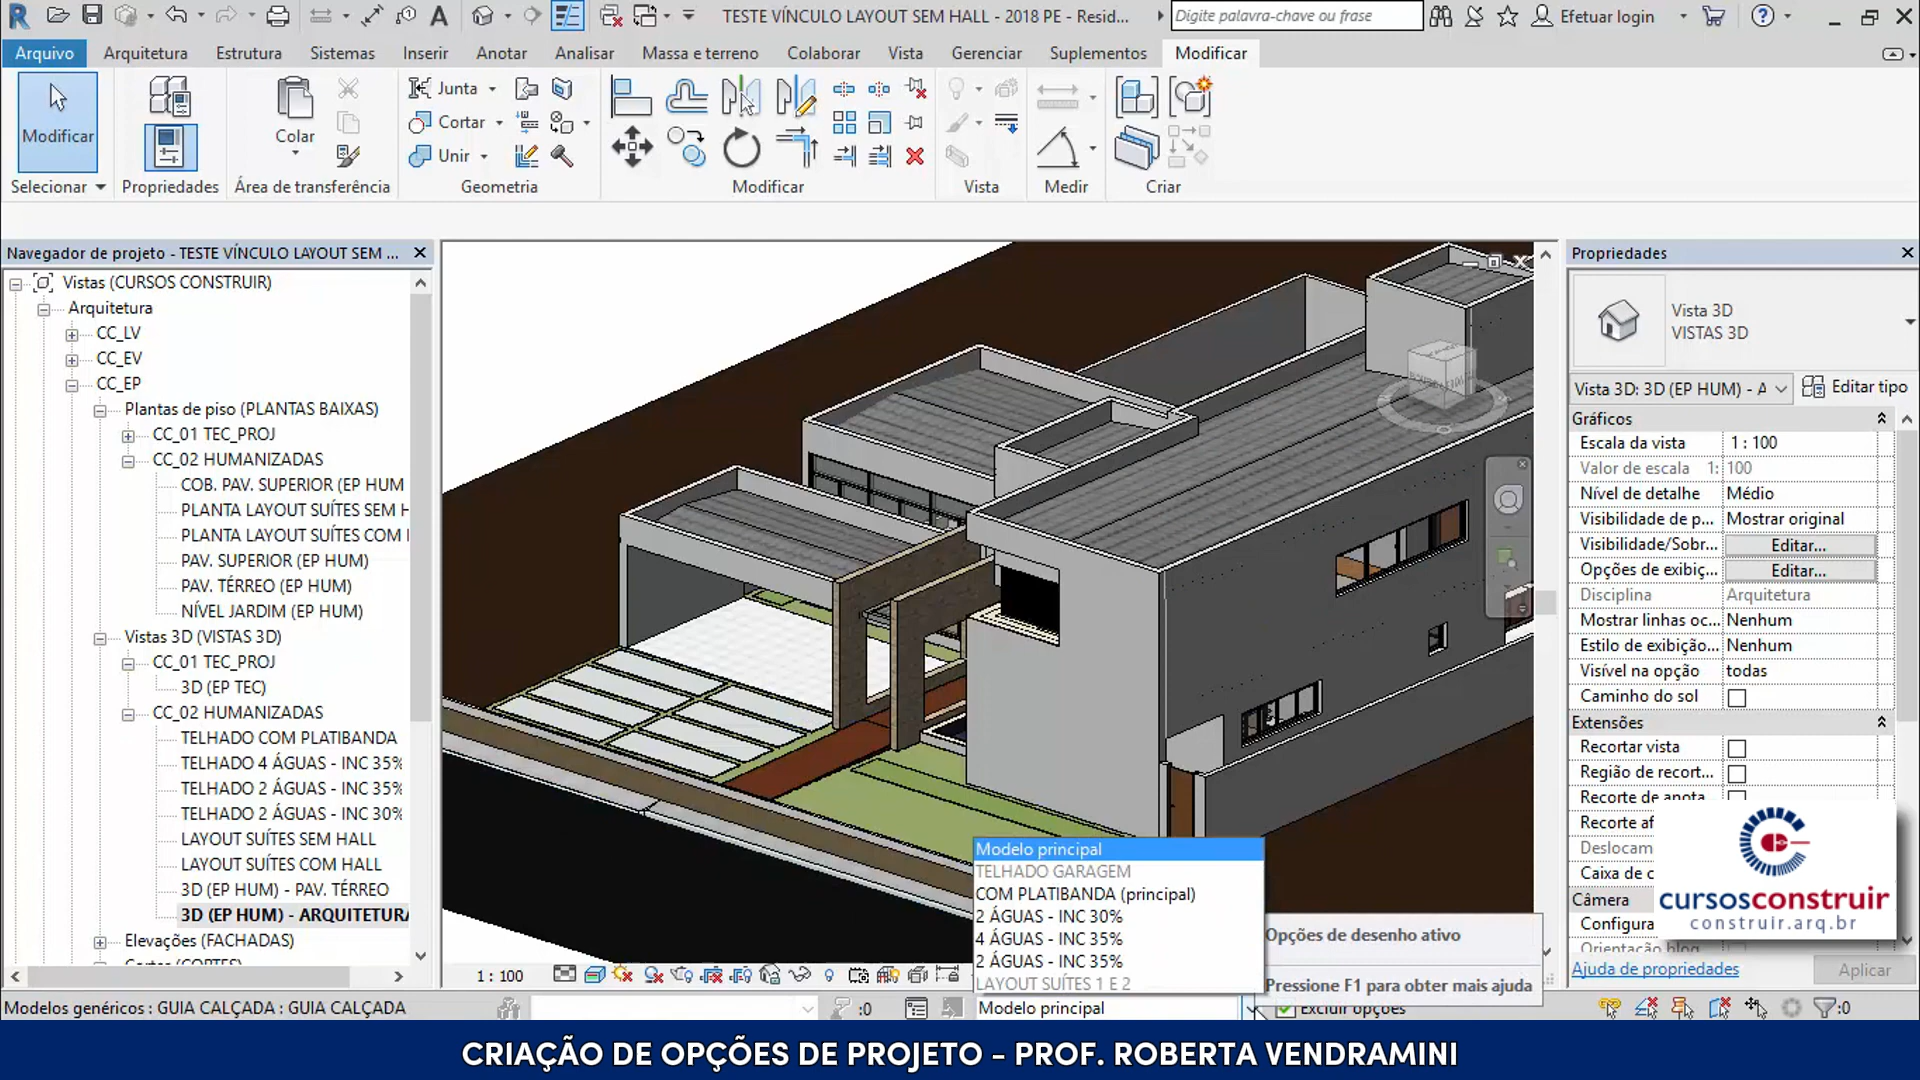 TESTE VÍNCULO LAYOUT SEM HALL - 2018 PE - Resid...
Digite palavra-chave ou frase
Efetuar login
Arquivo
Arquitetura
Estrutura
Sistemas
Inserir
Anotar
Analisar
Massa e terreno
Colaborar
Vista
Gerenciar
Suplementos
Modificar
Modificar
Colar
Junta
Cortar
Unir
Selecionar
Propriedades
Área de transferência
Geometria
Modificar
Vista
Medir
Criar
Navegador de projeto - TESTE VÍNCULO LAYOUT SEM ...
Vistas (CURSOS CONSTRUIR)
Arquitetura
CC_LV
CC_EV
CC_EP
Plantas de piso (PLANTAS BAIXAS)
CC_01 TEC_PROJ
CC_02 HUMANIZADAS
COB. PAV. SUPERIOR (EP HUM
PLANTA LAYOUT SUÍTES SEM H
PLANTA LAYOUT SUÍTES COM
PAV. SUPERIOR (EP HUM)
PAV. TÉRREO (EP HUM)
NÍVEL JARDIM (EP HUM)
Vistas 3D (VISTAS 3D)
CC_01 TEC_PROJ
3D (EP TEC)
CC_02 HUMANIZADAS
TELHADO COM PLATIBANDA
TELHADO 4 ÁGUAS - INC 35%
TELHADO 2 ÁGUAS - INC 35%
TELHADO 2 ÁGUAS - INC 30%
LAYOUT SUÍTES SEM HALL
LAYOUT SUÍTES COM HALL
3D (EP HUM) - PAV. TÉRREO
3D (EP HUM) - ARQUITETURA
Elevações (FACHADAS)
Modelo principal
TELHADO GARAGEM
COM PLATIBANDA (principal)
2 ÁGUAS - INC 30%
4 ÁGUAS - INC 35%
2 ÁGUAS - INC 35%
LAYOUT SUÍTES 1 E 2
Opções de desenho ativo
Pressione F1 para obter mais ajuda
1 : 100
Modelos genéricos : GUIA CALÇADA : GUIA CALÇADA
:0
Modelo principal
Excluir opções
:0
Propriedades
Vista 3D
VISTAS 3D
Vista 3D: 3D (EP HUM) - A
Editar tipo
Gráficos
Escala da vista 1 : 100
Valor de escala 1: 100
Nível de detalhe Médio
Visibilidade de p... Mostrar original
Visibilidade/Sobr... Editar...
Opções de exibiç... Editar...
Disciplina Arquitetura
Mostrar linhas oc... Nenhum
Estilo de exibição... Nenhum
Visível na opção todas
Caminho do sol
Extensões
Recortar vista
Região de recort...
Recorte de anota
Recorte af
Deslocam
Caixa de c
Câmera
Configura
Ajuda de propriedades
Aplicar
cursosconstruir
construir.arq.br
CRIAÇÃO DE OPÇÕES DE PROJETO - PROF. ROBERTA VENDRAMINI